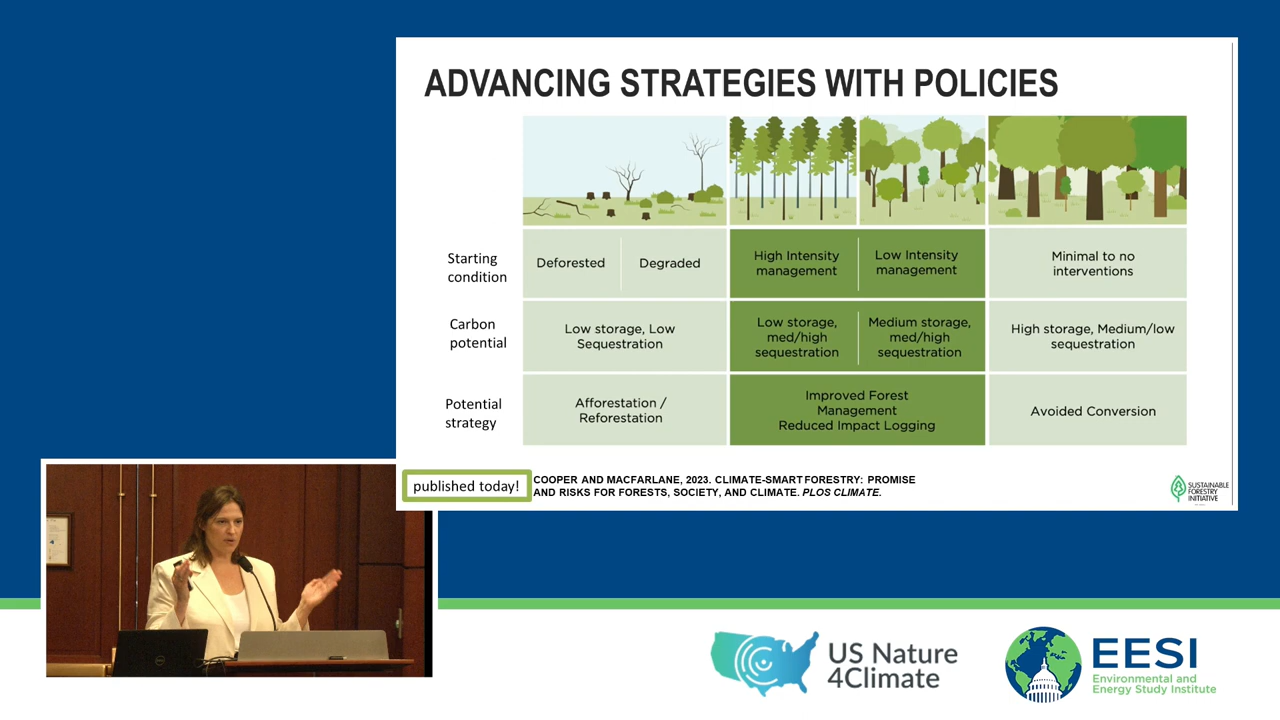 ADVANCING STRATEGIES WITH POLICIES
Starting
condition
Deforested
Degraded
High Intensity
management
Low Intensity
management
Minimal to no
interventions
Carbon
potential
Low storage, Low
Sequestration
Low storage,
med/high
sequestration
Medium storage,
med/high
sequestration
High storage, Medium/low
sequestration
Potential
strategy
Afforestation /
Reforestation
Improved Forest
Management
Reduced Impact Logging
Avoided Conversion
published today!
COOPER AND MACFARLANE, 2023. CLIMATE-SMART FORESTRY: PROMISE
AND RISKS FOR FORESTS, SOCIETY, AND CLIMATE. PLOS CLIMATE.
SUSTAINABLE
FORESTRY
INITIATIVE
US Nature
4Climate
EESI
Environmental and
Energy Study Institute